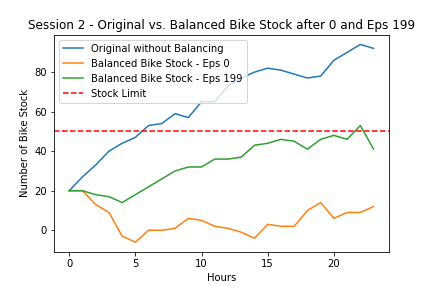 Session 2 - Original vs. Balanced Bike Stock after 0 and Eps 199
Original without Balancing
Balanced Bike Stock - Eps 0
Balanced Bike Stock - Eps 199
Stock Limit
Number of Bike Stock
80
60
40
20
0
0
5
10
15
20
Hours